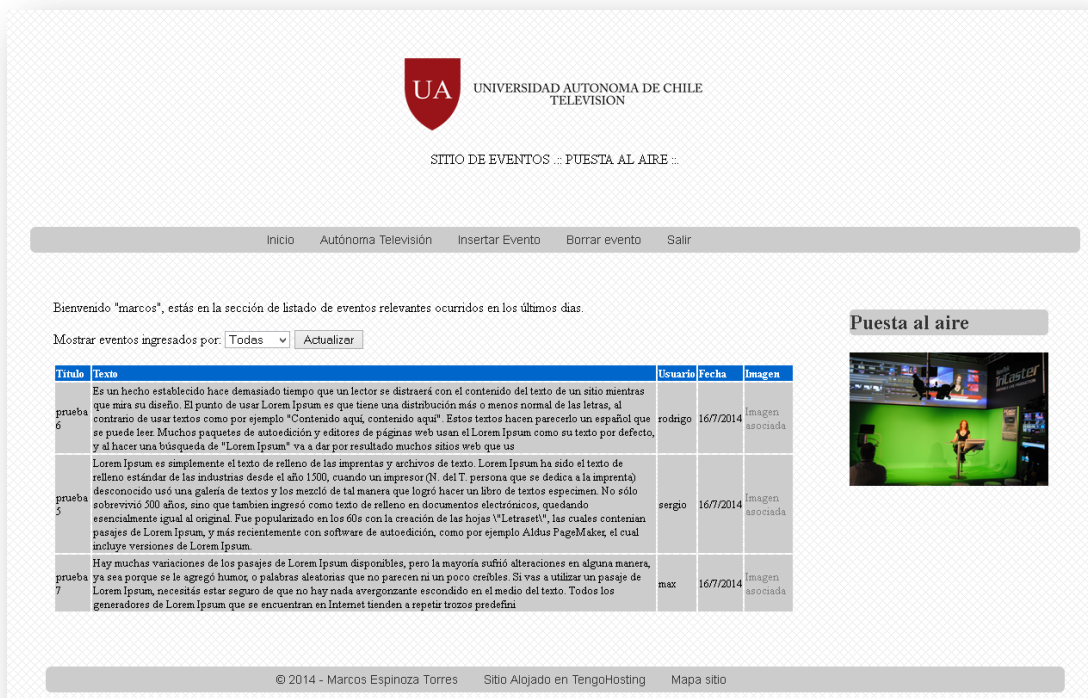 UA
UNIVERSIDAD AUTONOMA DE CHILE
TELEVISION
SITIO DE EVENTOS .:: PUESTA AL AIRE ::.
Inicio Autónoma Televisión Insertar Evento Borrar evento Salir
Bienvenido "marcos", estás en la sección de listado de eventos relevantes ocurridos en los últimos dias.
Mostrar eventos ingresados por: Todas Actualizar
Titulo Texto Usuario Fecha Imagen
prueba 6
Es un hecho establecido hace demasiado tiempo que un lector se distraerá con el contenido del texto de un sitio mientras
que mira su diseño. El punto de usar Lorem Ipsum es que tiene una distribución más o menos normal de las letras, al
contrario de usar textos como por ejemplo "Contenido aquí, contenido aquí". Estos textos hacen parecerlo un español que
se puede leer. Muchos paquetes de autoedición y editores de páginas web usan el Lorem Ipsum como su texto por defecto,
y al hacer una búsqueda de "Lorem Ipsum" va a dar por resultado muchos sitios web que us
rodrigo 16/7/2014 Imagen asociada
prueba 5
Lorem Ipsum es simplemente el texto de relleno de las imprentas y archivos de texto. Lorem Ipsum ha sido el texto de
relleno estándar de las industrias desde el año 1500, cuando un impresor (N. del T. persona que se dedica a la imprenta)
desconocido usó una galería de textos y los mezcló de tal manera que logró hacer un libro de textos especimen. No sólo
sobrevivió 500 años, sino que tambien ingresó como texto de relleno en documentos electrónicos, quedando
esencialmente igual al original. Fue popularizado en los 60s con la creación de las hojas \"Letraset\", las cuales contenian
pasajes de Lorem Ipsum, y más recientemente con software de autoedición, como por ejemplo Aldus PageMaker, el cual
incluye versiones de Lorem Ipsum.
sergio 16/7/2014 Imagen asociada
prueba 7
Hay muchas variaciones de los pasajes de Lorem Ipsum disponibles, pero la mayoría sufrió alteraciones en alguna manera,
ya sea porque se le agregó humor, o palabras aleatorias que no parecen ni un poco creíbles. Si vas a utilizar un pasaje de
Lorem Ipsum, necesitás estar seguro de que no hay nada avergonzante escondido en el medio del texto. Todos los
generadores de Lorem Ipsum que se encuentran en Internet tienden a repetir trozos predefini
max 16/7/2014 Imagen asociada
Puesta al aire
TriCaster
© 2014 - Marcos Espinoza Torres Sitio Alojado en TengoHosting Mapa sitio